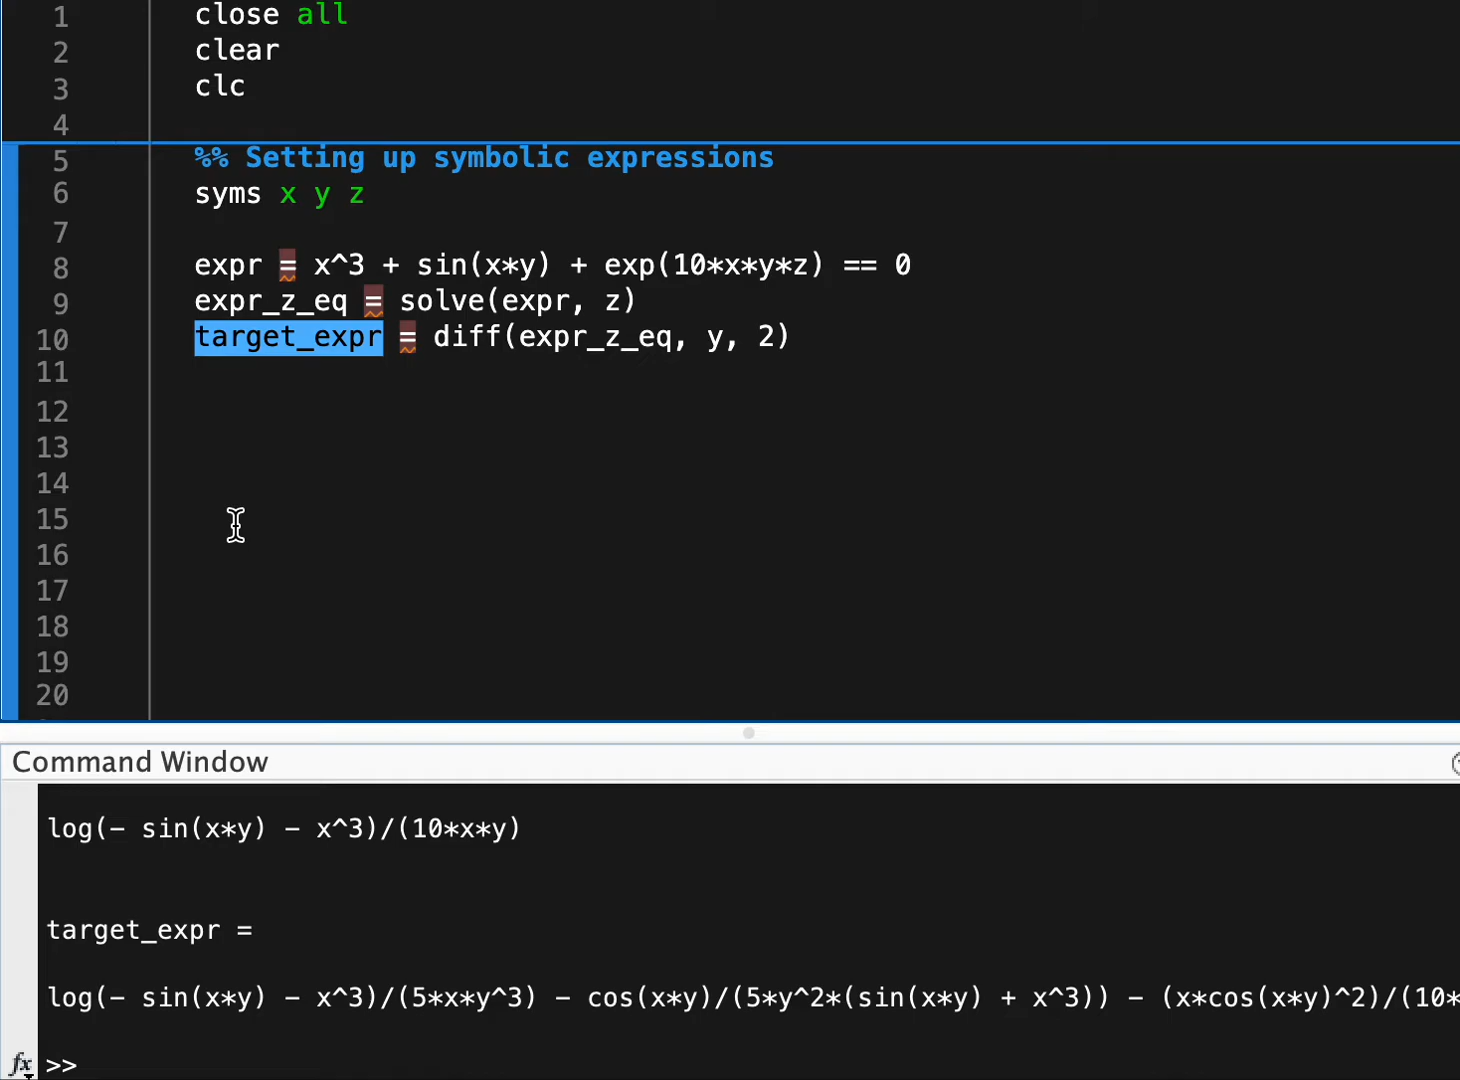 1 close all
2 clear
3 clc
4
5 %% Setting up symbolic expressions
6 syms x y z
7
8 expr = x^3 + sin(x*y) + exp(10*x*y*z) == 0
9 expr_z_eq = solve(expr, z)
10 target_expr = diff(expr_z_eq, y, 2)
11
12
13
14
15
16
17
18
19
20
Command Window
log(- sin(x*y) - x^3)/(10*x*y)
target_expr =
log(- sin(x*y) - x^3)/(5*x*y^3) - cos(x*y)/(5*y^2*(sin(x*y) + x^3)) - (x*cos(x*y)^2)/(10*
fx >>